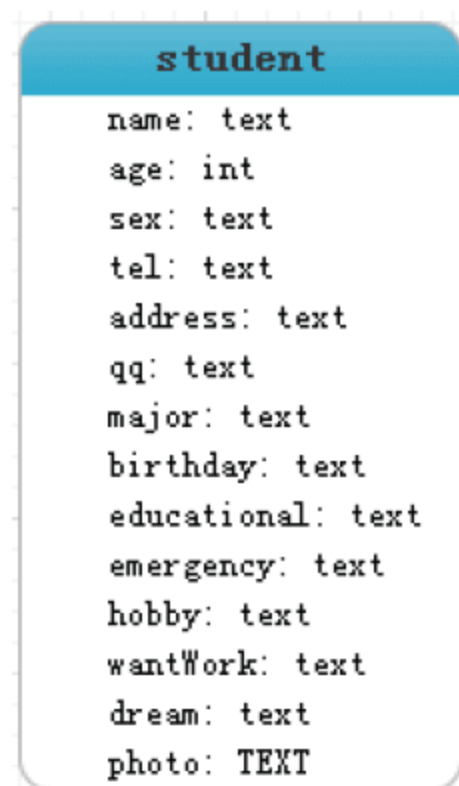 student
name: text
age: int
sex: text
tel: text
address: text
qq: text
major: text
birthday: text
educational: text
emergency: text
hobby: text
wantWork: text
dream: text
photo: TEXT